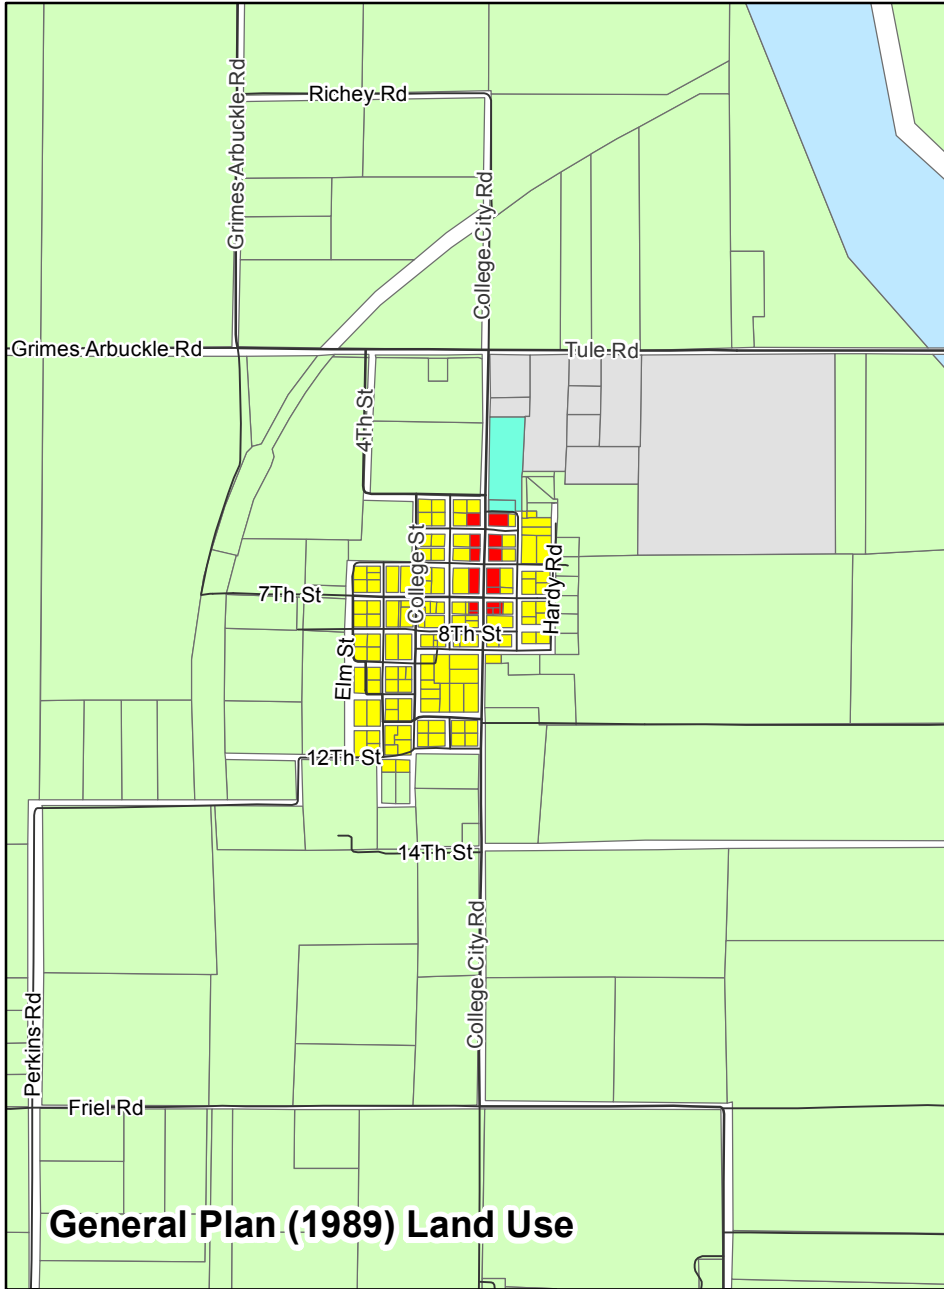 Grimes Arbuckle Rd
Richey Rd
College City Rd
Grimes Arbuckle Rd
Tule Rd
4Th St
College St
7Th St
Hardy Rd
8Th St
Elm St
12Th St
14Th St
College City Rd
Perkins Rd
Friel Rd
General Plan (1989) Land Use